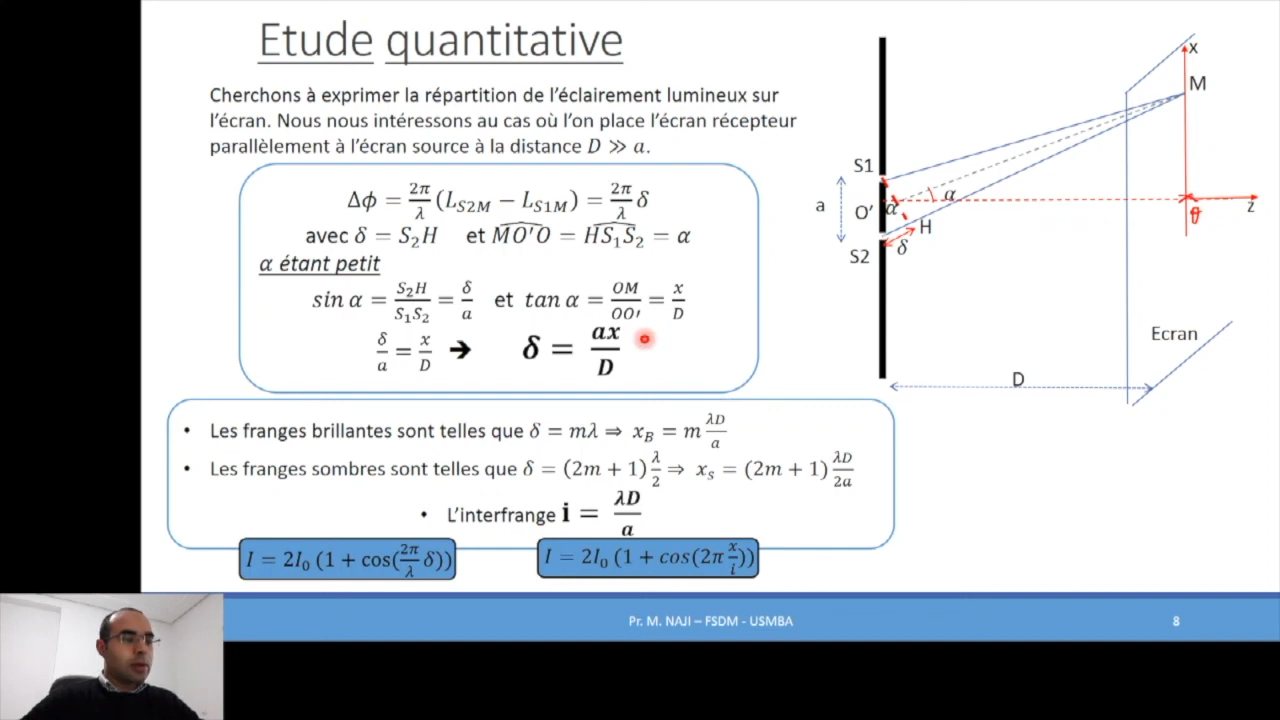 Etude quantitative
Cherchons à exprimer la répartition de l'éclairement lumineux sur
l'écran. Nous nous intéressons au cas où l'on place l'écran récepteur
parallèlement à l'écran source à la distance D ≫ a.
Δϕ = 2π/λ (L_S2M − L_S1M) = 2π/λ δ
avec δ = S₂H et MO'O = HS₁S₂ = α
α étant petit
sin α = S₂H/S₁S₂ = δ/a et tan α = OM/OO' = x/D
δ/a = x/D ➔ δ = ax/D
• Les franges brillantes sont telles que δ = mλ ⇒ x_B = m λD/a
• Les franges sombres sont telles que δ = (2m + 1) λ/2 ⇒ x_S = (2m + 1) λD/2a
• L'interfrange i = λD/a
I = 2I₀ (1 + cos(2π/λ δ))
I = 2I₀ (1 + cos(2π x/i))
x
M
S1
α
a
O'
α
z
θ
H
δ
S2
Ecran
D
Pr. M. NAJI – FSDM - USMBA
8